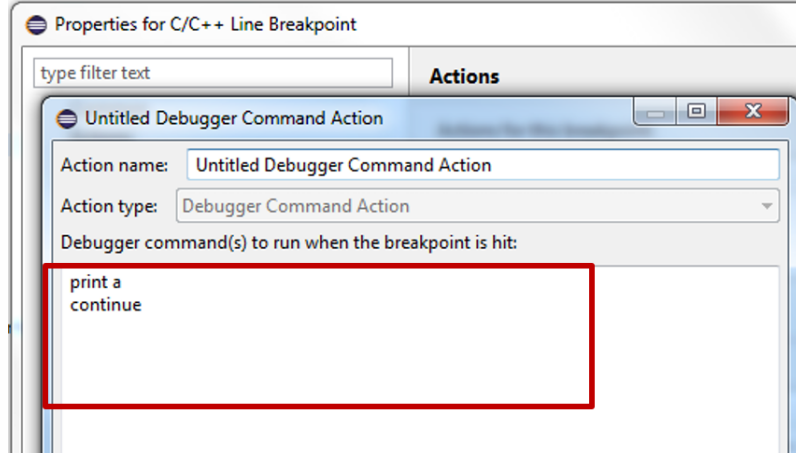 Properties for C/C++ Line Breakpoint
type filter text
Actions
Untitled Debugger Command Action
Action name: Untitled Debugger Command Action
Action type: Debugger Command Action
Debugger command(s) to run when the breakpoint is hit:
print a
continue